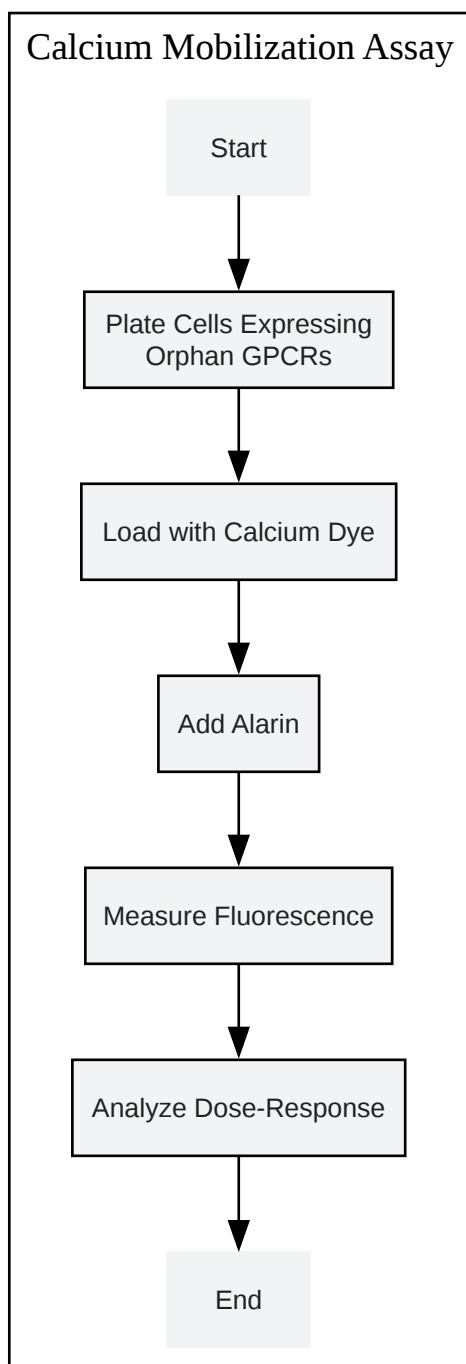 Calcium Mobilization Assay
Start
Plate Cells Expressing
Orphan GPCRs
Load with Calcium Dye
Add Alarin
Measure Fluorescence
Analyze Dose-Response
End